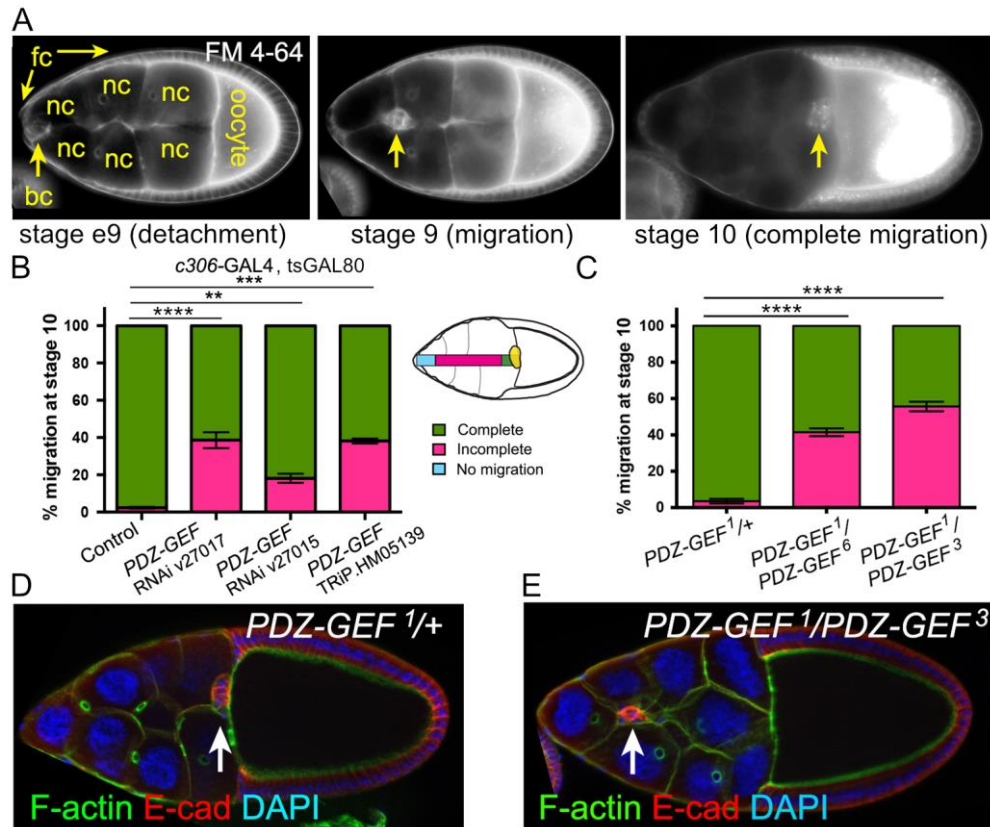 A
fc
FM 4-64
nc
nc
nc
nc
nc
nc
oocyte
bc
stage e9 (detachment)
stage 9 (migration)
stage 10 (complete migration)
B
c306-GAL4 , tsGAL80
***
**
****
% migration at stage 10
100
80
60
40
20
0
Control
PDZ-GEF
RNAi v27017
PDZ-GEF
RNAi v27015
PDZ-GEF
TRiP.HM05139
Complete
Incomplete
No migration
C
****
****
% migration at stage 10
100
80
60
40
20
0
PDZ-GEF¹/+
PDZ-GEF¹/
PDZ-GEF⁶
PDZ-GEF¹/
PDZ-GEF³
D
PDZ-GEF ¹/+
F-actin E-cad DAPI
E
PDZ-GEF¹/PDZ-GEF³
F-actin E-cad DAPI